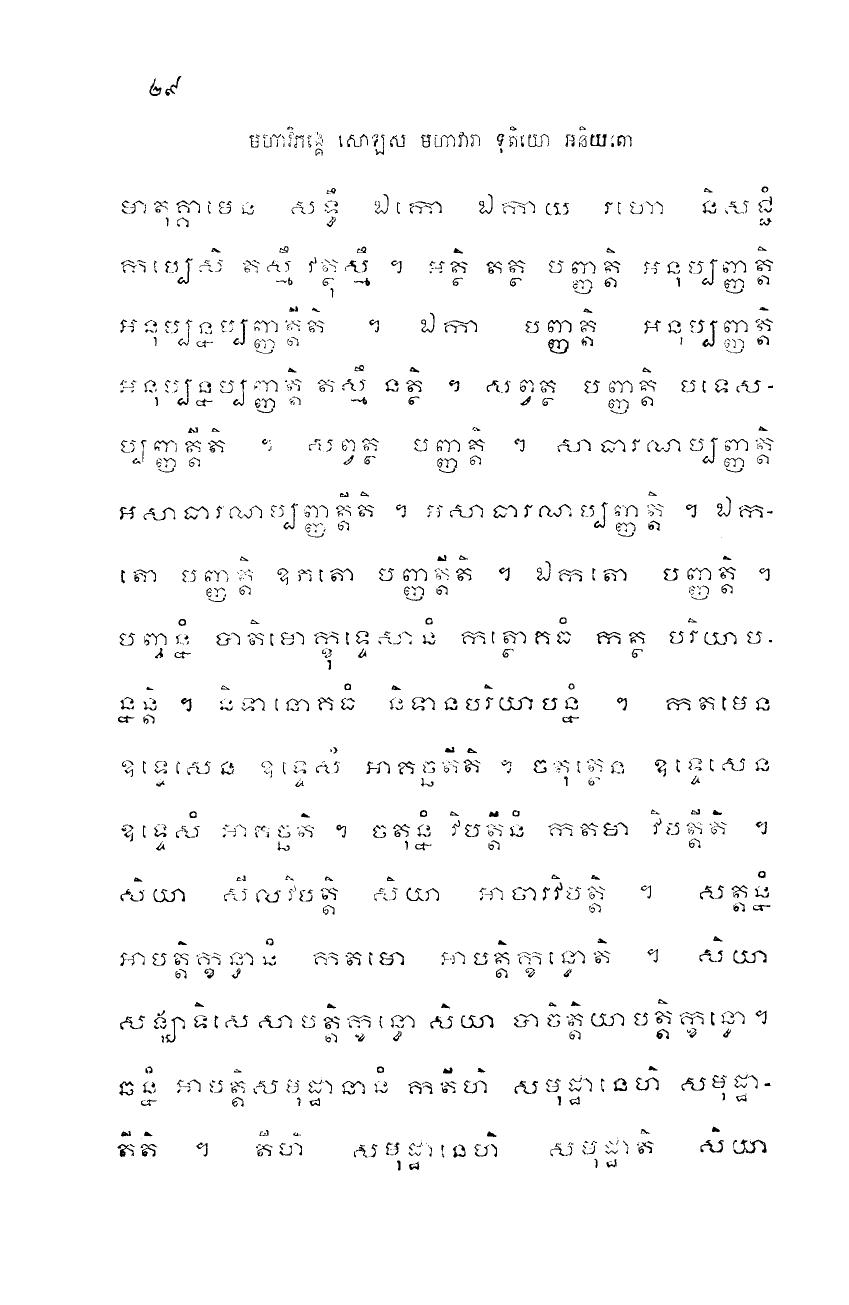 ២៩
មហាវិភង្គេ សោឡស មហាវារា ទុតិយោ អនិយតោ
មាតុគ្គាមេន សទ្ធឹ ឯកោ ឯកាយ រហោ និសជ្ជំ
កប្បេសិ តស្មឹ វត្ថុស្មឹ ។ អត្ថិ តត្ថ បញ្ញត្តិ អនុប្បញ្ញត្តិ
អនុប្បន្នប្បញ្ញត្តីតិ ។ ឯកា បញ្ញត្តិ អនុប្បញ្ញត្តិ
អនុប្បន្នប្បញ្ញត្តិ តស្មឹ នត្ថិ ។ សព្វត្ថ បញ្ញត្តិ បទេស-
ប្បញ្ញត្តីតិ ។ សព្វត្ថ បញ្ញត្តិ ។ សាធារណប្បញ្ញត្តិ
អសាធារណាប្បញ្ញត្តីតិ ។ អសាធារណាប្បញ្ញត្តិ ។ ឯក-
តោ បញ្ញត្តិ ឧភតោ បញ្ញត្តីតិ ។ ឯកតោ បញ្ញត្តិ ។
បញ្ចន្នំ បាតិមោក្ខុទ្ទេសានំ កត្ថោគធំ កត្ថ បរិយាប-
ន្នន្តិ ។ និទានោគធំ និទានបរិយាបន្នំ ។ កតមេន
ឧទ្ទេសេន ឧទ្ទេសំ អាគច្ឆតីតិ ។ ចតុត្ថេន ឧទ្ទេសេន
ឧទ្ទេសំ អាគច្ឆតិ ។ ចតុន្នំ វិបត្តីនំ កតមា វិបត្តីតិ ។
សិយា សីលវិបត្តិ សិយា អាចារវិបត្តិ ។ សត្តន្នំ
អាបត្តិក្ខន្ធានំ កតមោ អាបត្តិក្ខន្ធោតិ ។ សិយា
សង្ឃាទិសេសាបត្តិក្ខន្ធោ សិយា បាចិត្តិយាបត្តិក្ខន្ធោ។
ឆន្នំ អាបត្តិសមុដ្ឋានានំ កតីហិ សមុដ្ឋានេហិ សមុដ្ឋា-
តីតិ ។ តីហិ សមុដ្ឋានេហិ សមុដ្ឋាតិ សិយា